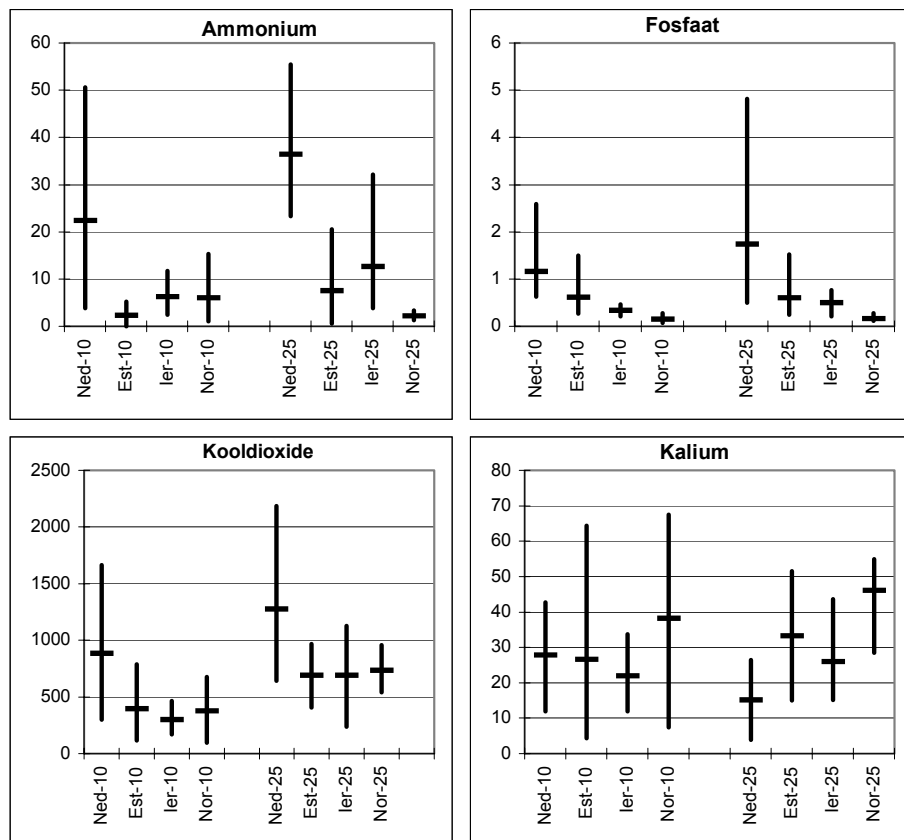 Ammonium
60
50
40
30
20
10
0
Ned-10
Est-10
Ier-10
Nor-10
Ned-25
Est-25
Ier-25
Nor-25
Fosfaat
6
5
4
3
2
1
0
Ned-10
Est-10
Ier-10
Nor-10
Ned-25
Est-25
Ier-25
Nor-25
Kooldioxide
2500
2000
1500
1000
500
0
Ned-10
Est-10
Ier-10
Nor-10
Ned-25
Est-25
Ier-25
Nor-25
Kalium
80
70
60
50
40
30
20
10
0
Ned-10
Est-10
Ier-10
Nor-10
Ned-25
Est-25
Ier-25
Nor-25